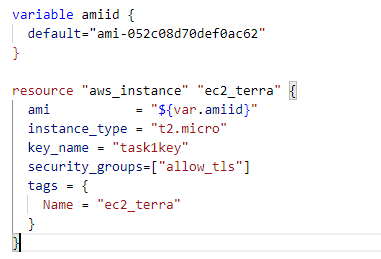 variable amiid {
  default="ami-052c08d70def0ac62"
}

resource "aws_instance" "ec2_terra" {
  ami           = "${var.amiid}"
  instance_type = "t2.micro"
  key_name = "task1key"
  security_groups=["allow_tls"]
  tags = {
    Name = "ec2_terra"
  }
}